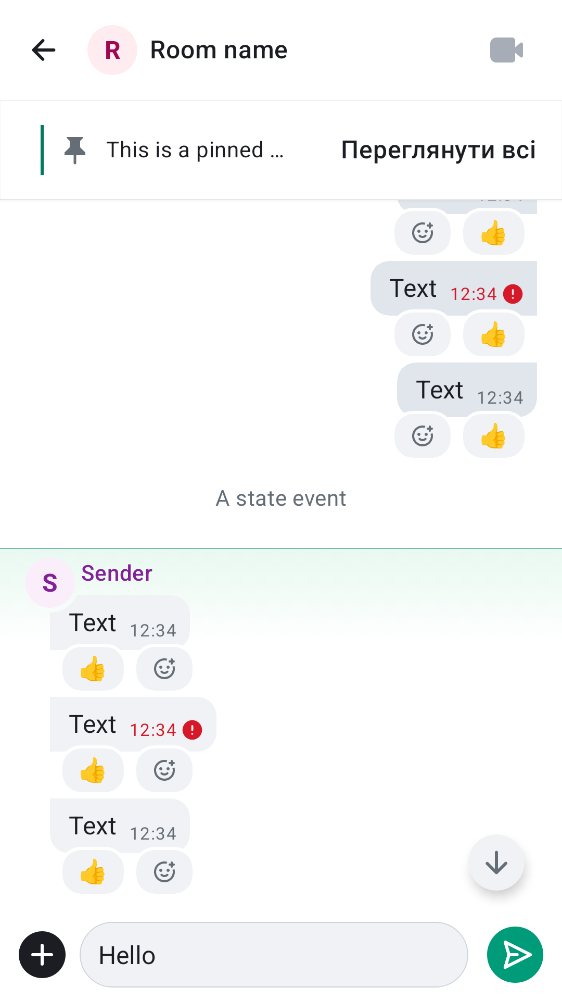 R Room name
This is a pinned … Переглянути всі
Text 12:34
Text 12:34
A state event
S Sender
Text 12:34
Text 12:34
Text 12:34
Hello